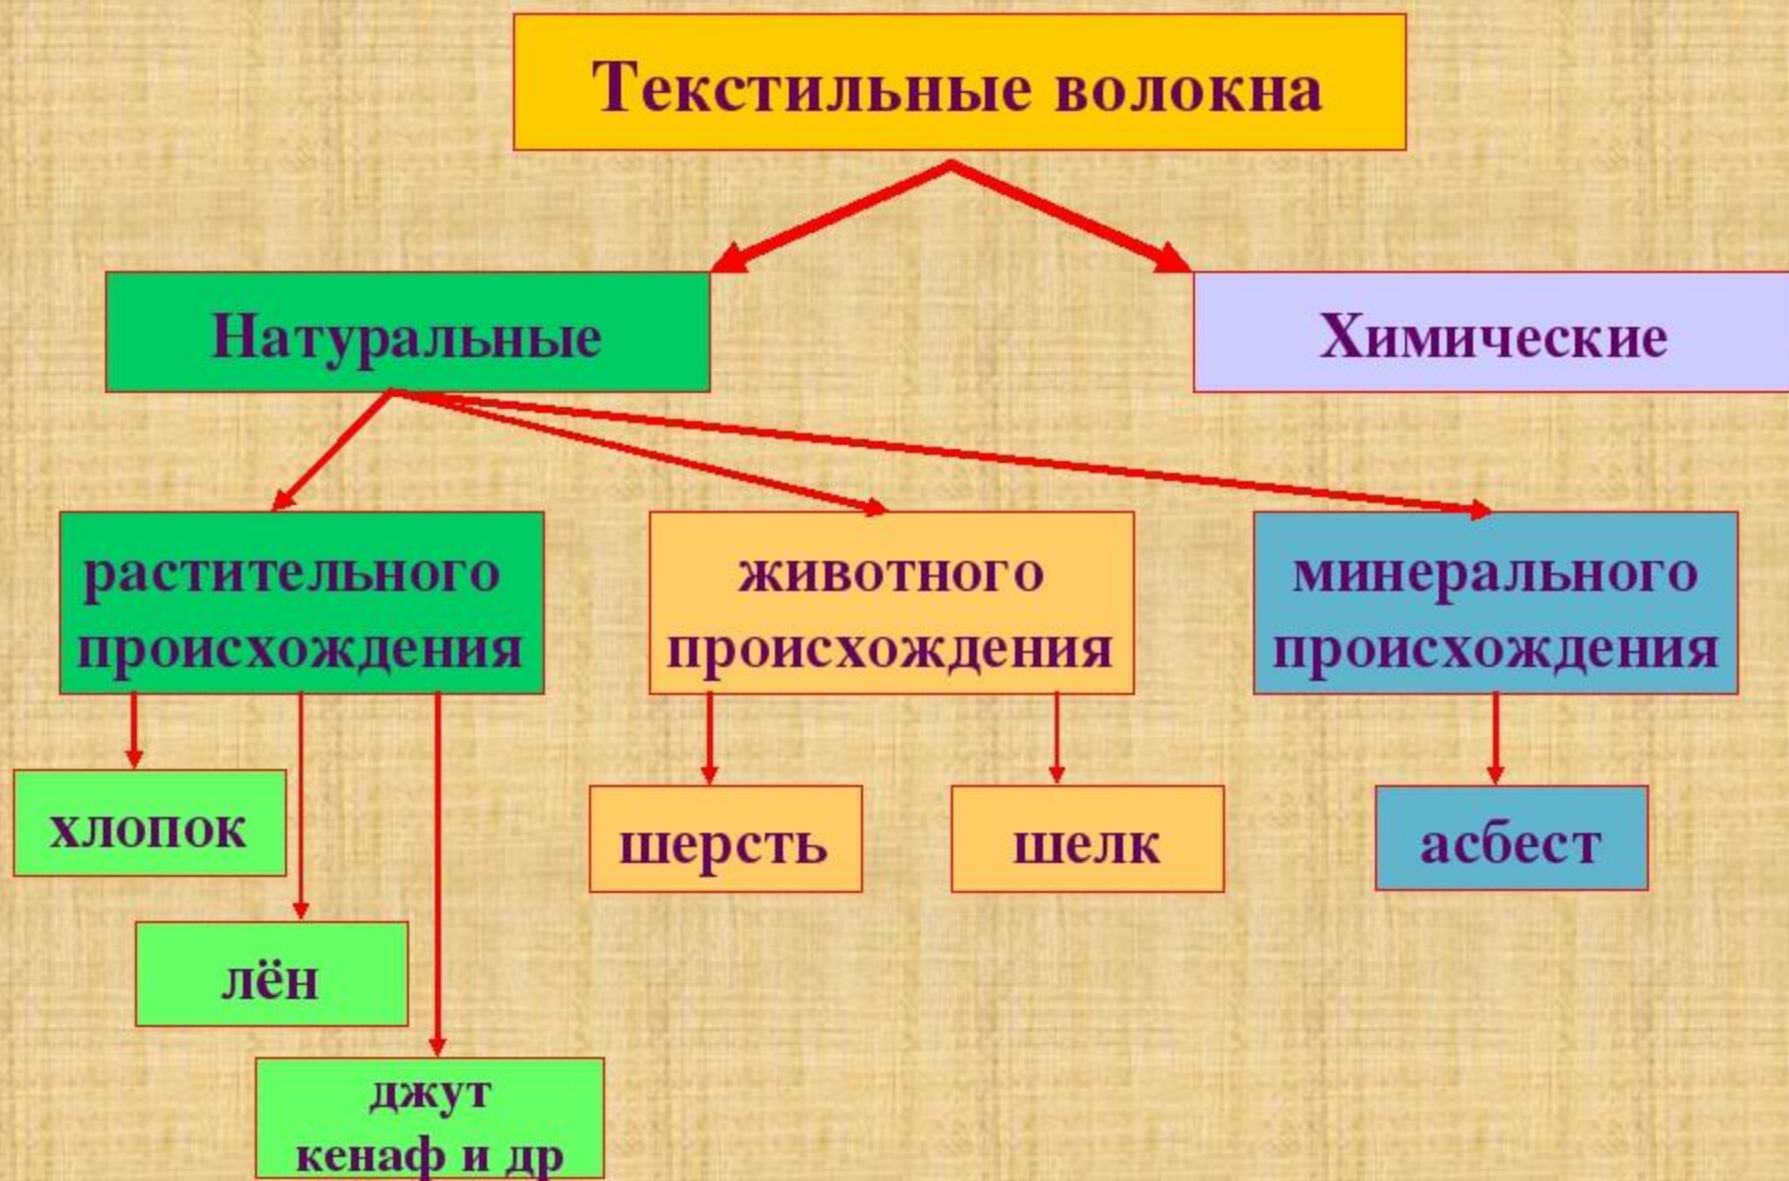 Текстильные волокна
Натуральные
Химические
растительного
происхождения
животного
происхождения
минерального
происхождения
хлопок
шерсть
шелк
асбест
лён
джут
кенаф и др